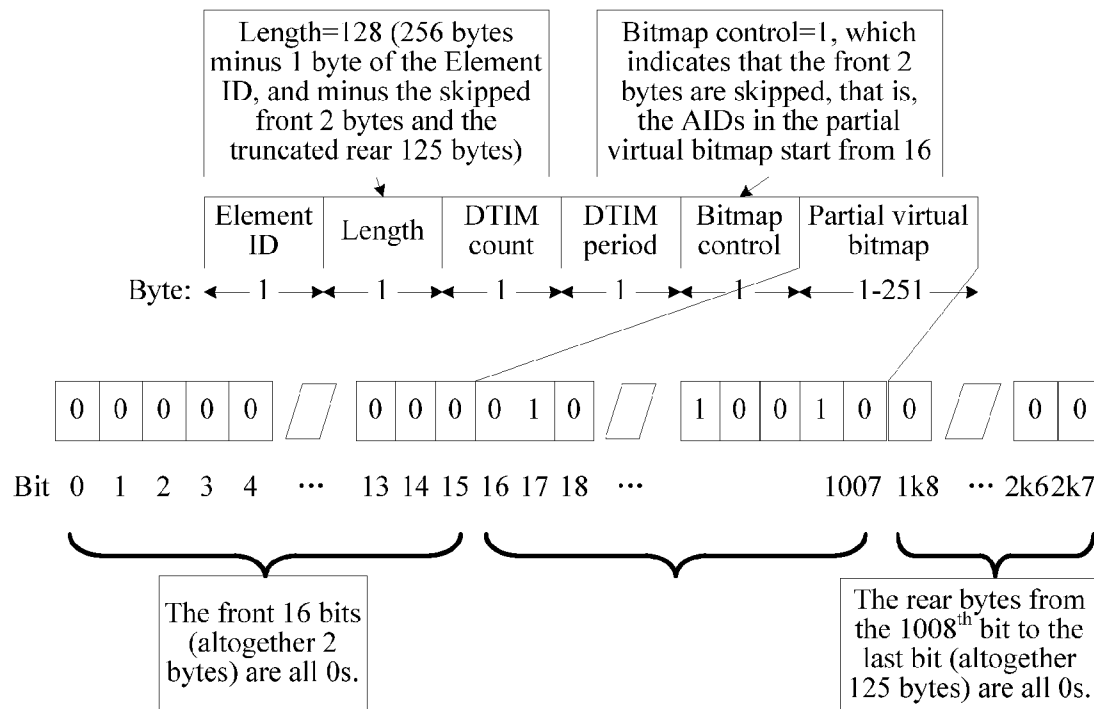 Length=128 (256 bytes
minus 1 byte of the Element
ID, and minus the skipped
front 2 bytes and the
truncated rear 125 bytes)
Bitmap control=1, which
indicates that the front 2
bytes are skipped, that is,
the AIDs in the partial
virtual bitmap start from 16
Element
ID
Length
DTIM
count
DTIM
period
Bitmap
control
Partial virtual
bitmap
Byte: 1 1 1 1 1 1-251
0 0 0 0 0 0 0 0 0 1 0 1 0 0 1 0 0 0 0
Bit 0 1 2 3 4 ... 13 14 15 16 17 18 ... 1007 1k8 ... 2k6 2k7
The front 16 bits
(altogether 2
bytes) are all 0s.
The rear bytes from
the 1008th bit to the
last bit (altogether
125 bytes) are all 0s.